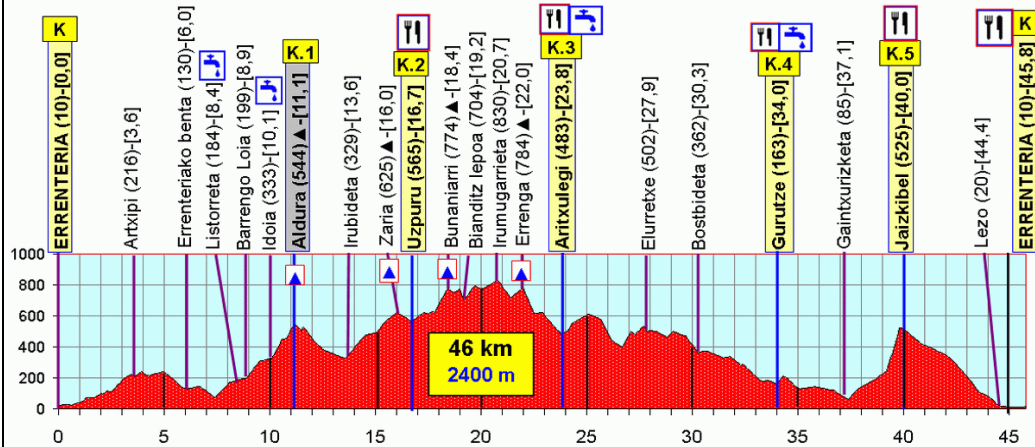 K
ERRENTERIA (10)-[0,0]
Artxipi (216)-[3,6]
Errenteriako benta (130)-[6,0]
Listorreta (184)-[8,4]
Barrengo Loia (199)-[8,9]
Idoia (333)-[10,1]
K.1
Aldura (544)▲-[11,1]
Irubideta (329)-[13,6]
Zaria (625)▲-[16,0]
K.2
Uzpuru (565)-[16,7]
Bunaniarri (774)▲-[18,4]
Bianditz lepoa (704)-[19,2]
Irumugarrieta (830)-[20,7]
Errenga (784)▲-[22,0]
K.3
Aritxulegi (483)-[23,8]
Elurretxe (502)-[27,9]
Bostbideta (362)-[30,3]
K.4
Gurutze (163)-[34,0]
Gaintxurizketa (85)-[37,1]
K.5
Jaizkibel (525)-[40,0]
Lezo (20)-[44,4]
K
ERRENTERIA (10)-[45,8]
1000
800
600
400
200
0
46 km
2400 m
0 5 10 15 20 25 30 35 40 45